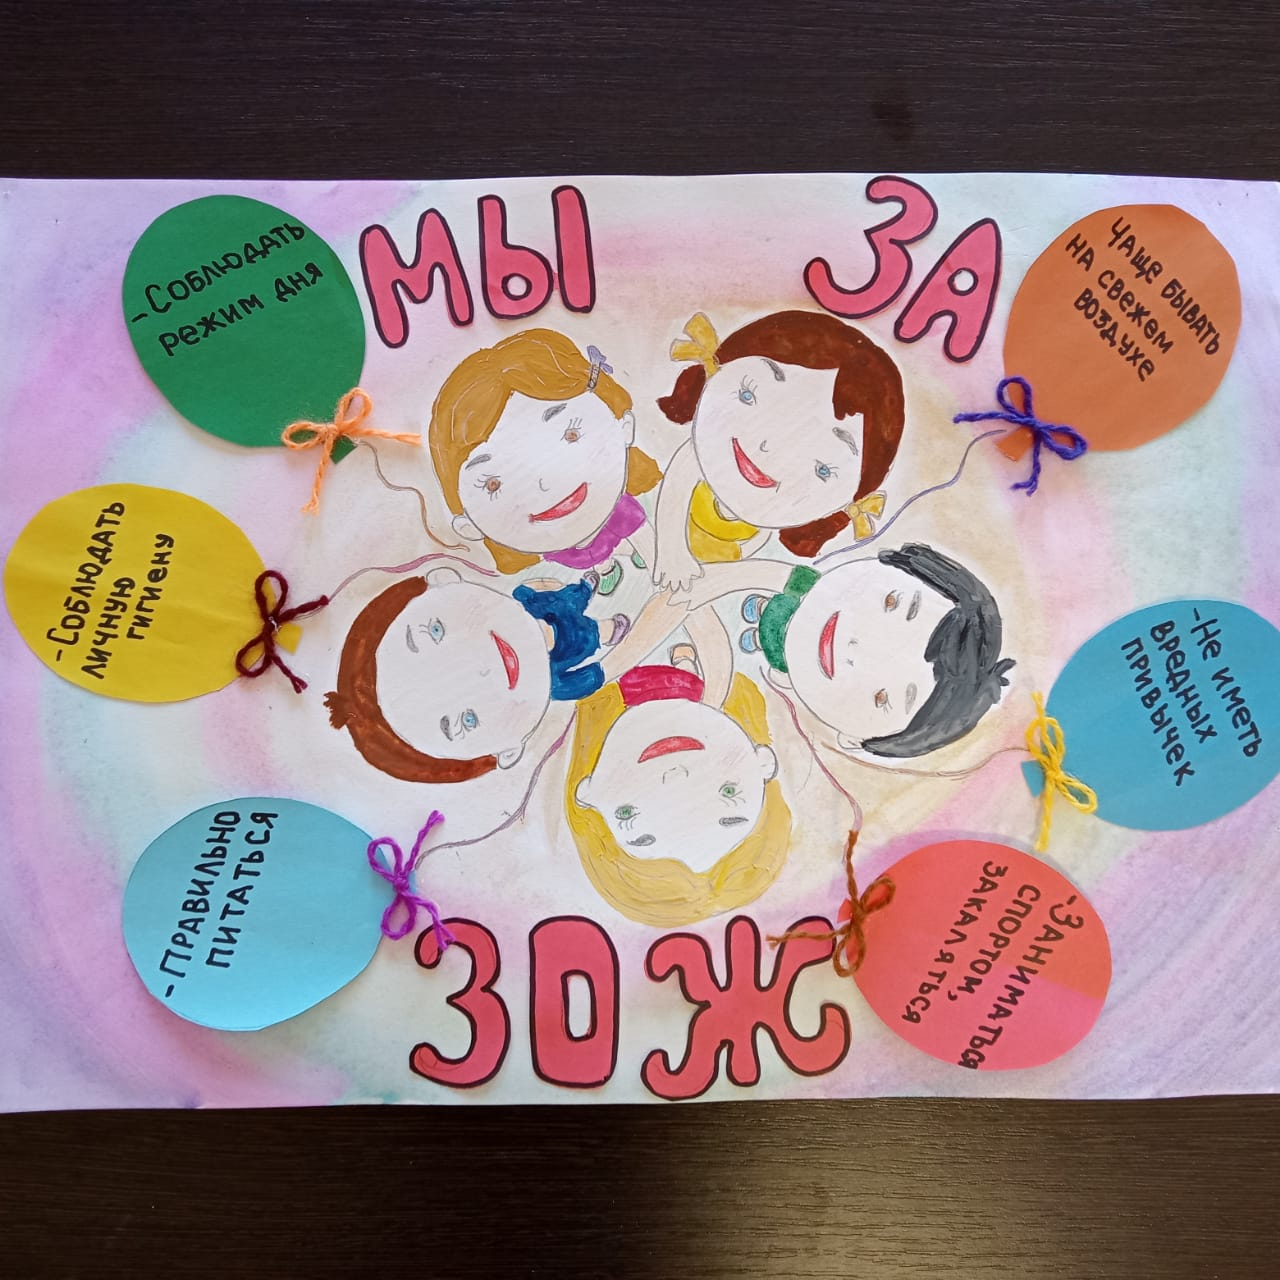 МЫ ЗА
-Соблюдать
режим дня
Чаще бывать
на свежем
воздухе
-Соблюдать
личную
гигиену
-Не иметь
вредных
привычек
-Правильно
питаться
-Заниматься
спортом,
закаляться
ЗОЖ